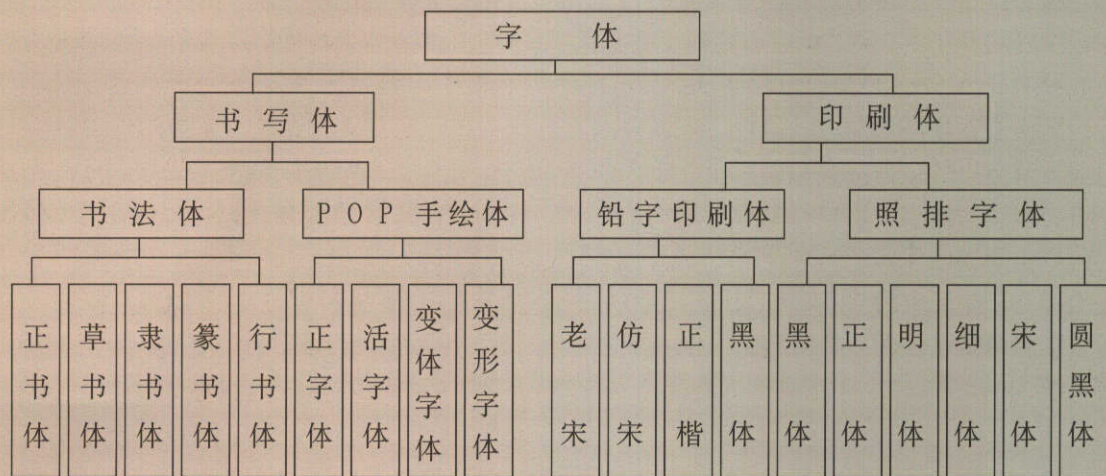 字体
书写体
印刷体
书法体
POP手绘体
铅字印刷体
照排字体
正书体
草书体
隶书体
篆书体
行书体
正字体
活字体
变体字体
变形字体
老宋
仿宋
正楷
黑体
黑体
正体
明体
细体
宋体
圆黑体